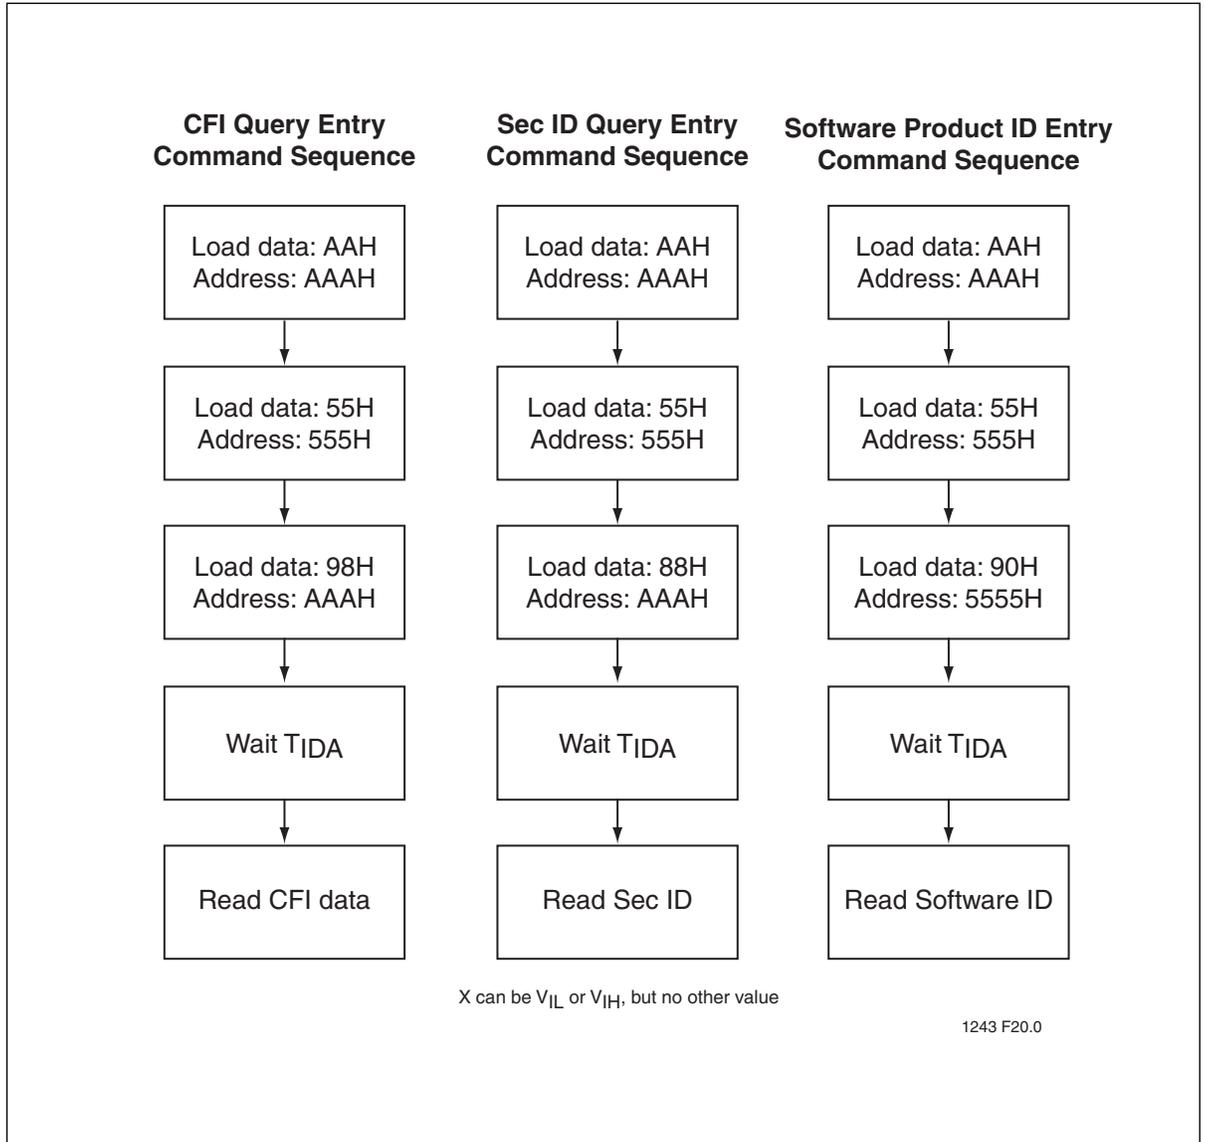 CFI Query Entry
Command Sequence
Load data: AAH
Address: AAAH
Load data: 55H
Address: 555H
Load data: 98H
Address: AAAH
Wait TIDA
Read CFI data
Sec ID Query Entry
Command Sequence
Load data: AAH
Address: AAAH
Load data: 55H
Address: 555H
Load data: 88H
Address: AAAH
Wait TIDA
Read Sec ID
Software Product ID Entry
Command Sequence
Load data: AAH
Address: AAAH
Load data: 55H
Address: 555H
Load data: 90H
Address: 5555H
Wait TIDA
Read Software ID
X can be VIL or VIH, but no other value
1243 F20.0